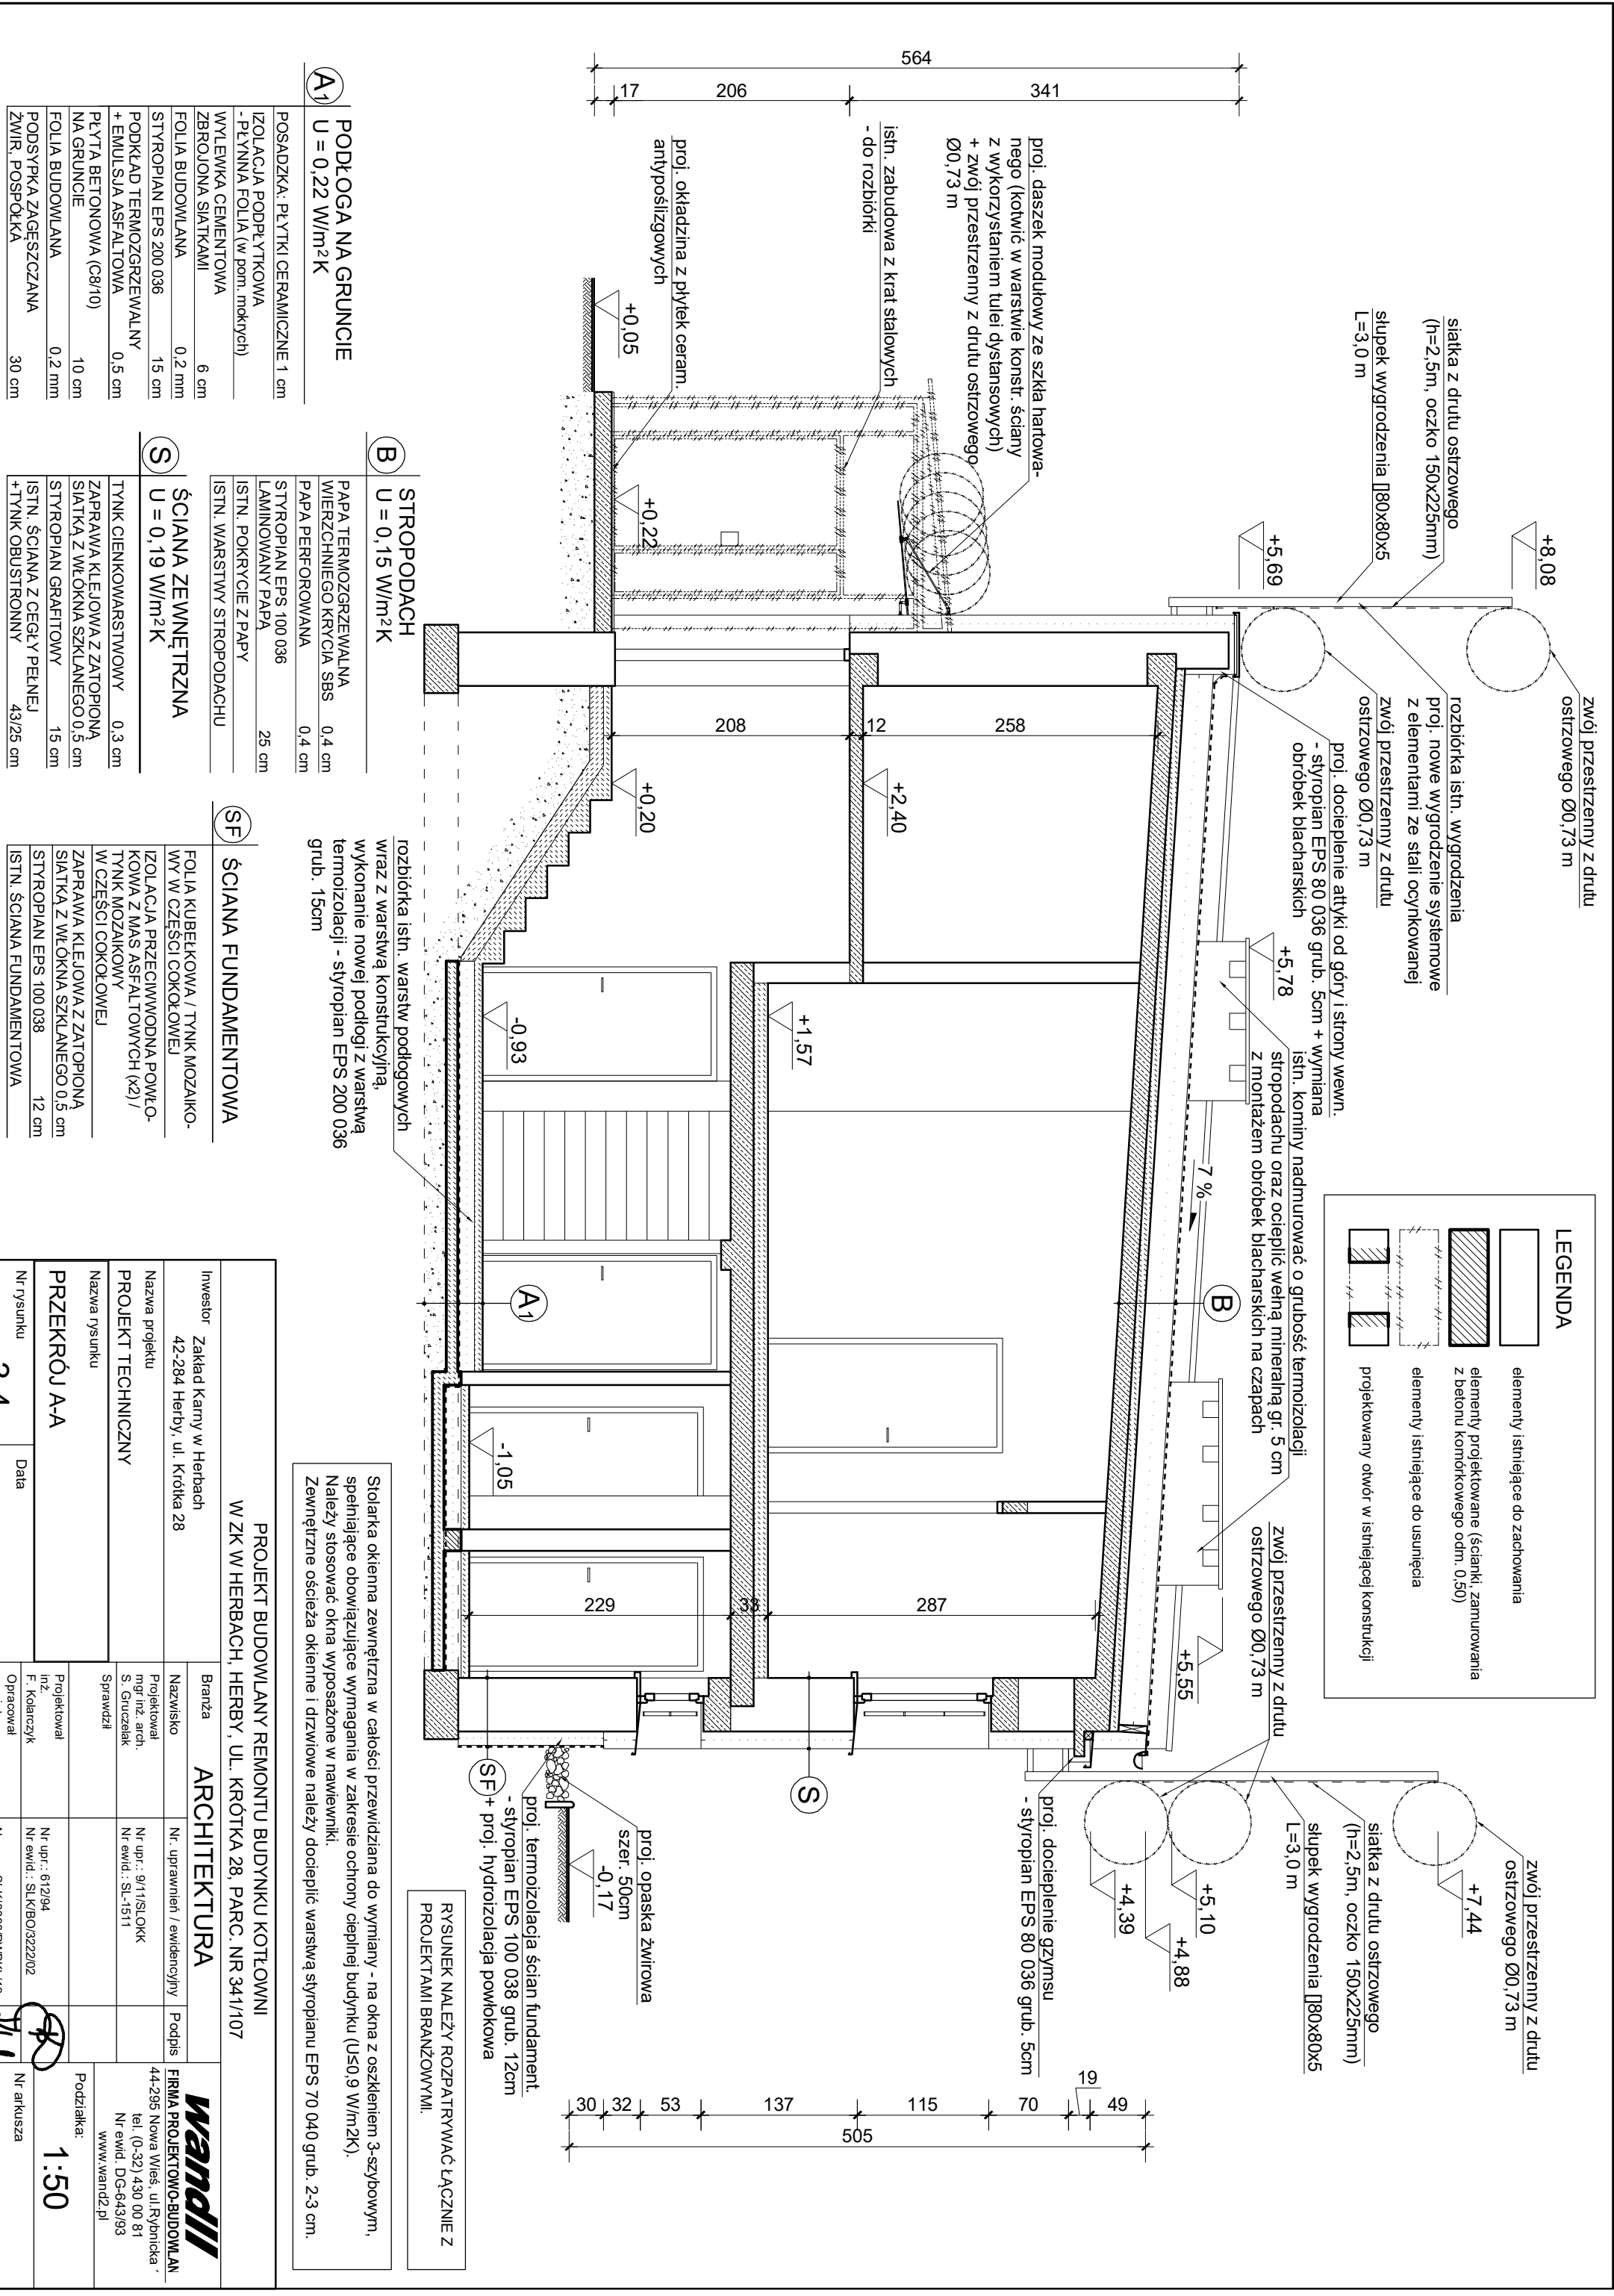 zwój przestrzenny z drutu
ostrzowego Ø0,73 m
+8,08
siatka z drutu ostrzowego
(h=2,5m, oczko 150x225mm)
słupek wygrodzenia []80x80x5
L=3,0 m
rozbiórka istn. wygrodzenia
proj. nowe wygrodzenie systemowe
z elementami ze stali ocynkowanej
+5,69
zwój przestrzenny z drutu
ostrzowego Ø0,73 m
proj. docieplenie attyki od góry i strony wewn.
- styropian EPS 80 036 grub. 5cm + wymiana
obróbek blacharskich
+5,78
istn. kominy nadmurować o grubość termoizolacji
stropodachu oraz ocieplić wełną mineralną gr. 5 cm
z montażem obróbek blacharskich na czapach
7 %
B
LEGENDA
elementy istniejące do zachowania
elementy projektowane (ścianki, zamurowania
z betonu komórkowego odm. 0,50)
elementy istniejące do usunięcia
projektowany otwór w istniejącej konstrukcji
zwój przestrzenny z drutu
ostrzowego Ø0,73 m
+5,55
zwój przestrzenny z drutu
ostrzowego Ø0,73 m
+7,44
siatka z drutu ostrzowego
(h=2,5m, oczko 150x225mm)
słupek wygrodzenia []80x80x5
L=3,0 m
+5,10
+4,88
+4,39
proj. docieplenie gzymsu
- styropian EPS 80 036 grub. 5cm
564
341
206
17
proj. daszek modułowy ze szkła hartowa-
nego (kotwić w warstwie konstr. ściany
z wykorzystaniem tulei dystansowych)
+ zwój przestrzenny z drutu ostrzowego
Ø0,73 m
istn. zabudowa z krat stalowych
- do rozbiórki
proj. okładzina z płytek ceram.
antypoślizgowych
+0,05
+0,22
258
12
208
+2,40
+0,20
+1,57
-0,93
-1,05
287
33
229
A1
S
SF
19
49
70
115
137
53
32
30
505
proj. opaska żwirowa
szer. 50cm
-0,17
proj. termoizolacja ścian fundament.
- styropian EPS 100 038 grub. 12cm
+ proj. hydroizolacja powłokowa
rozbiórka istn. warstw podłogowych
wraz z warstwą konstrukcyjną,
wykonanie nowej podłogi z warstwą
termoizolacji - styropian EPS 200 036
grub. 15cm
RYSUNEK NALEŻY ROZPATRYWAĆ ŁĄCZNIE Z
PROJEKTAMI BRANŻOWYMI.
Stolarka okienna zewnętrzna w całości przewidziana do wymiany - na okna z oszkleniem 3-szybowym,
spełniające obowiązujące wymagania w zakresie ochrony cieplnej budynku (U≤0,9 W/m2K).
Należy stosować okna wyposażone w nawiewniki.
Zewnętrzne ościeża okienne i drzwiowe należy docieplić warstwą styropianu EPS 70 040 grub. 2-3 cm.
A1 PODŁOGA NA GRUNCIE
U = 0,22 W/m²K
POSADZKA: PŁYTKI CERAMICZNE 1 cm
IZOLACJA PODPŁYTKOWA
- PŁYNNA FOLIA (w pom. mokrych)
WYLEWKA CEMENTOWA
ZBROJONA SIATKAMI 6 cm
FOLIA BUDOWLANA 0,2 mm
STYROPIAN EPS 200 036 15 cm
PODKŁAD TERMOZGRZEWALNY
+ EMULSJA ASFALTOWA 0,5 cm
PŁYTA BETONOWA (C8/10)
NA GRUNCIE 10 cm
FOLIA BUDOWLANA 0,2 mm
PODSYPKA ZAGĘSZCZANA
ŻWIR, POSPÓŁKA 30 cm
B STROPODACH
U = 0,15 W/m²K
PAPA TERMOZGRZEWALNA
WIERZCHNIEGO KRYCIA SBS 0,4 cm
PAPA PERFOROWANA 0,4 cm
STYROPIAN EPS 100 036
LAMINOWANY PAPĄ 25 cm
ISTN. POKRYCIE Z PAPY
ISTN. WARSTWY STROPODACHU
S ŚCIANA ZEWNĘTRZNA
U = 0,19 W/m²K
TYNK CIENKOWARSTWOWY 0,3 cm
ZAPRAWA KLEJOWA Z ZATOPIONĄ
SIATKĄ Z WŁÓKNA SZKLANEGO 0,5 cm
STYROPIAN GRAFITOWY 15 cm
ISTN. ŚCIANA Z CEGŁY PEŁNEJ
+TYNK OBUSTRONNY 43/25 cm
SF ŚCIANA FUNDAMENTOWA
FOLIA KUBEŁKOWA / TYNK MOZAIKO-
WY W CZĘŚCI COKOŁOWEJ
IZOLACJA PRZECIWWODNA POWŁO-
KOWA Z MAS ASFALTOWYCH (x2) /
TYNK MOZAIKOWY
W CZĘŚCI COKOŁOWEJ
ZAPRAWA KLEJOWA Z ZATOPIONĄ
SIATKĄ Z WŁÓKNA SZKLANEGO 0,5 cm
STYROPIAN EPS 100 038 12 cm
ISTN. ŚCIANA FUNDAMENTOWA
PROJEKT BUDOWLANY REMONTU BUDYNKU KOTŁOWNI
W ZK W HERBACH, HERBY, UL. KRÓTKA 28, PARC. NR 341/107
Inwestor Zakład Karny w Herbach
42-284 Herby, ul. Krótka 28
Nazwa projektu
PROJEKT TECHNICZNY
Nazwa rysunku
PRZEKRÓJ A-A
Nr rysunku
Data
Branża ARCHITEKTURA
Nazwisko Nr. uprawnień / ewidencyjny Podpis
Projektował
mgr inż. arch. Nr upr.: 9/11/SLOKK
S. Gruczelak Nr ewid.: SL-1511
Sprawdził
Projektował
inż. Nr upr.: 612/94
F. Kolarczyk Nr ewid.: SLK/BO/3222/02
Opracował
wandII
FIRMA PROJEKTOWO-BUDOWLAN
44-295 Nowa Wieś, ul.Rybnicka
tel. (0-32) 430 00 81
Nr ewid. DG-643/93
www.wand2.pl
Podziałka:
1:50
Nr arkusza